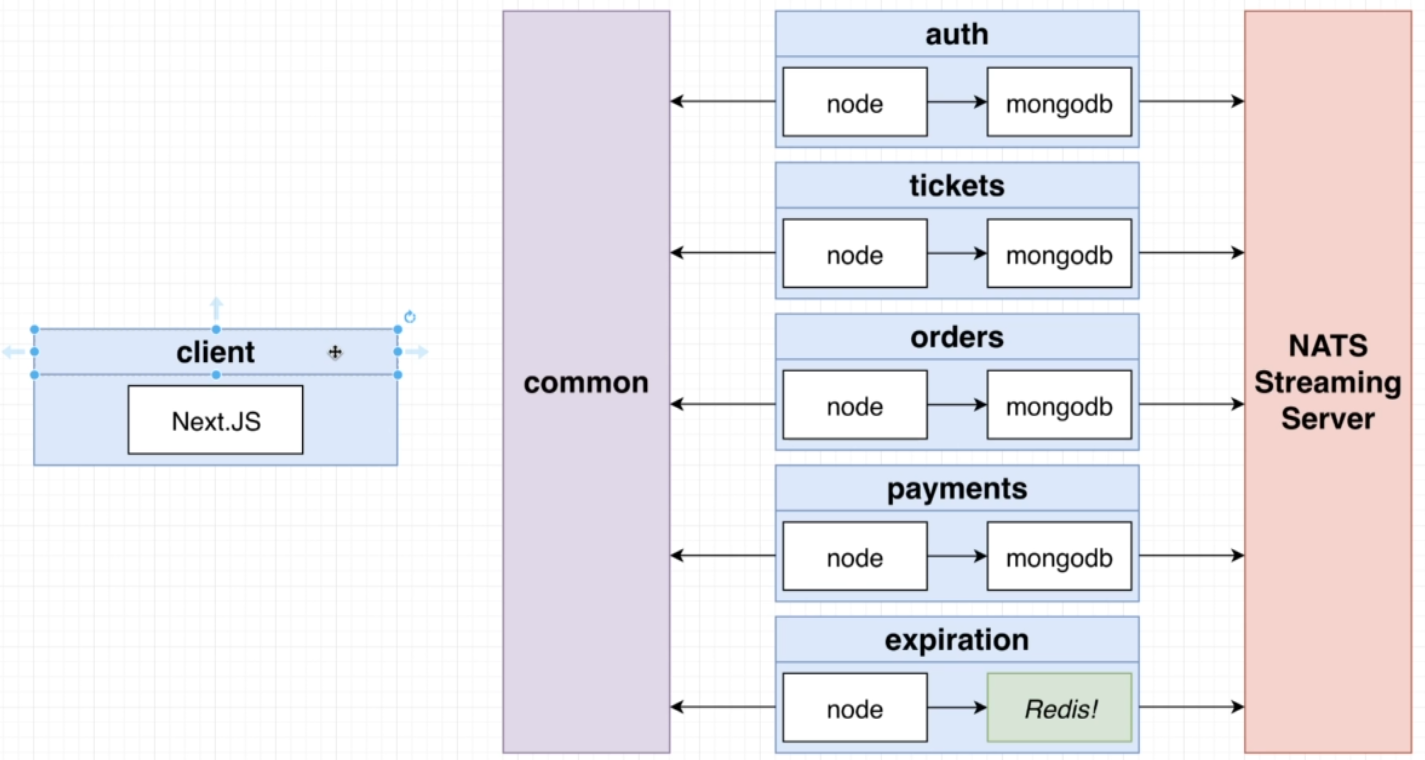 client
Next.JS
common
auth
node
mongodb
tickets
node
mongodb
orders
node
mongodb
payments
node
mongodb
expiration
node
Redis!
NATS
Streaming
Server